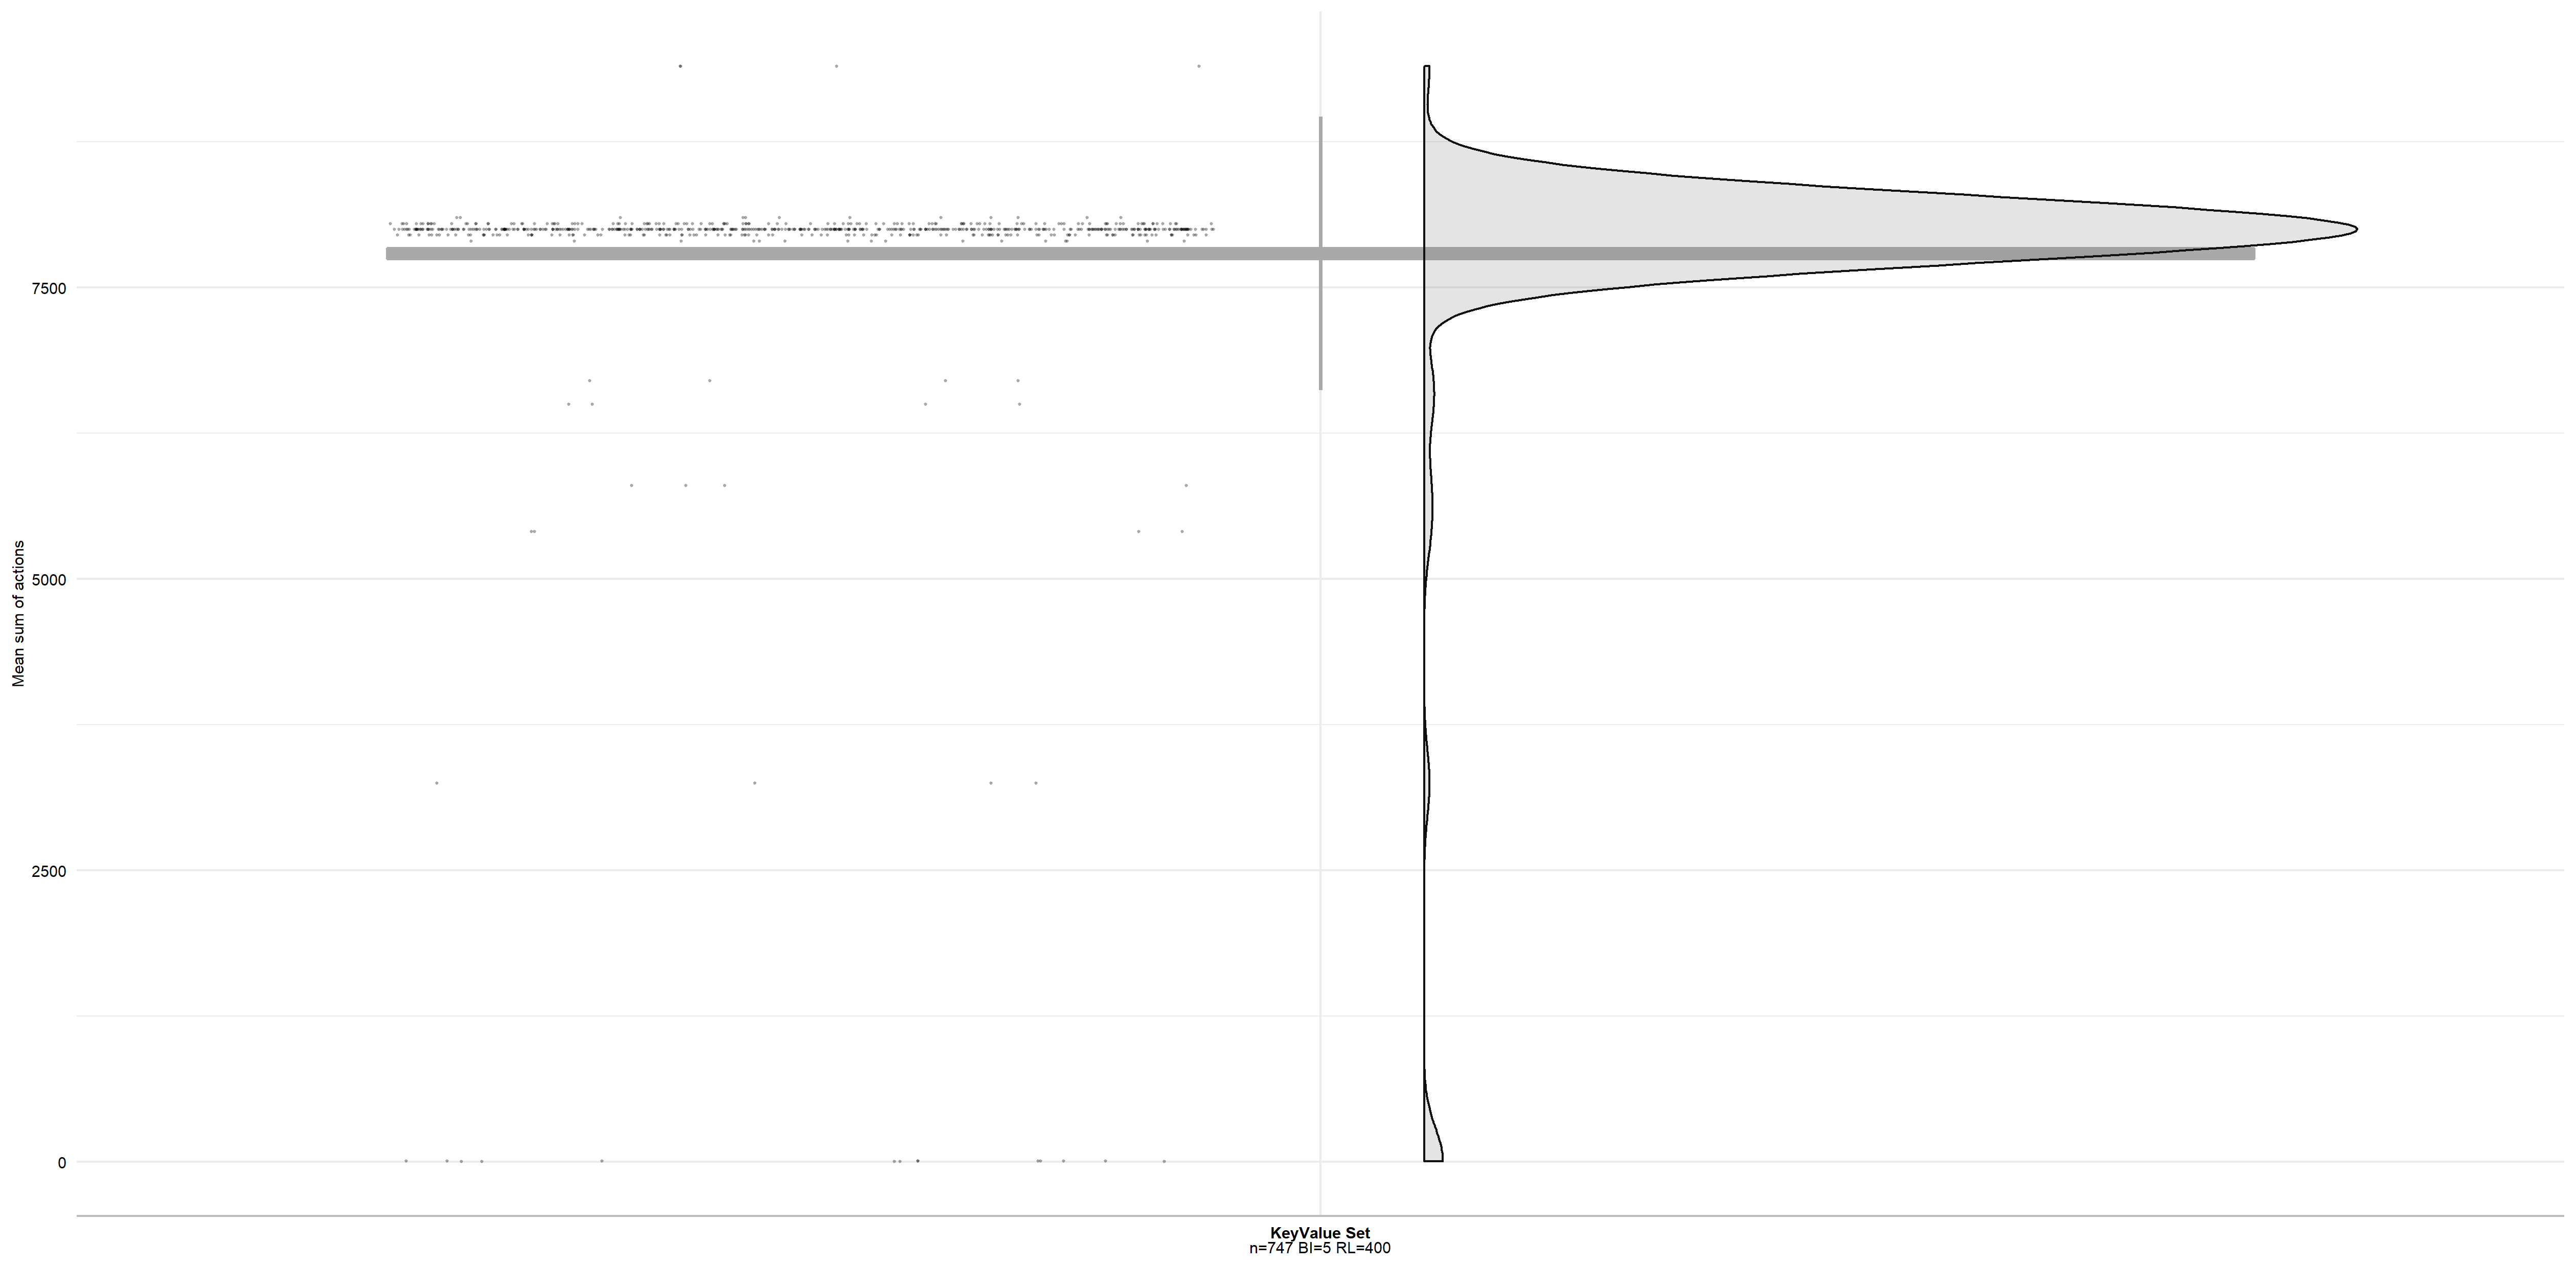 Mean sum of actions
7500
5000
2500
0
KeyValue Set
n=747 BI=5 RL=400